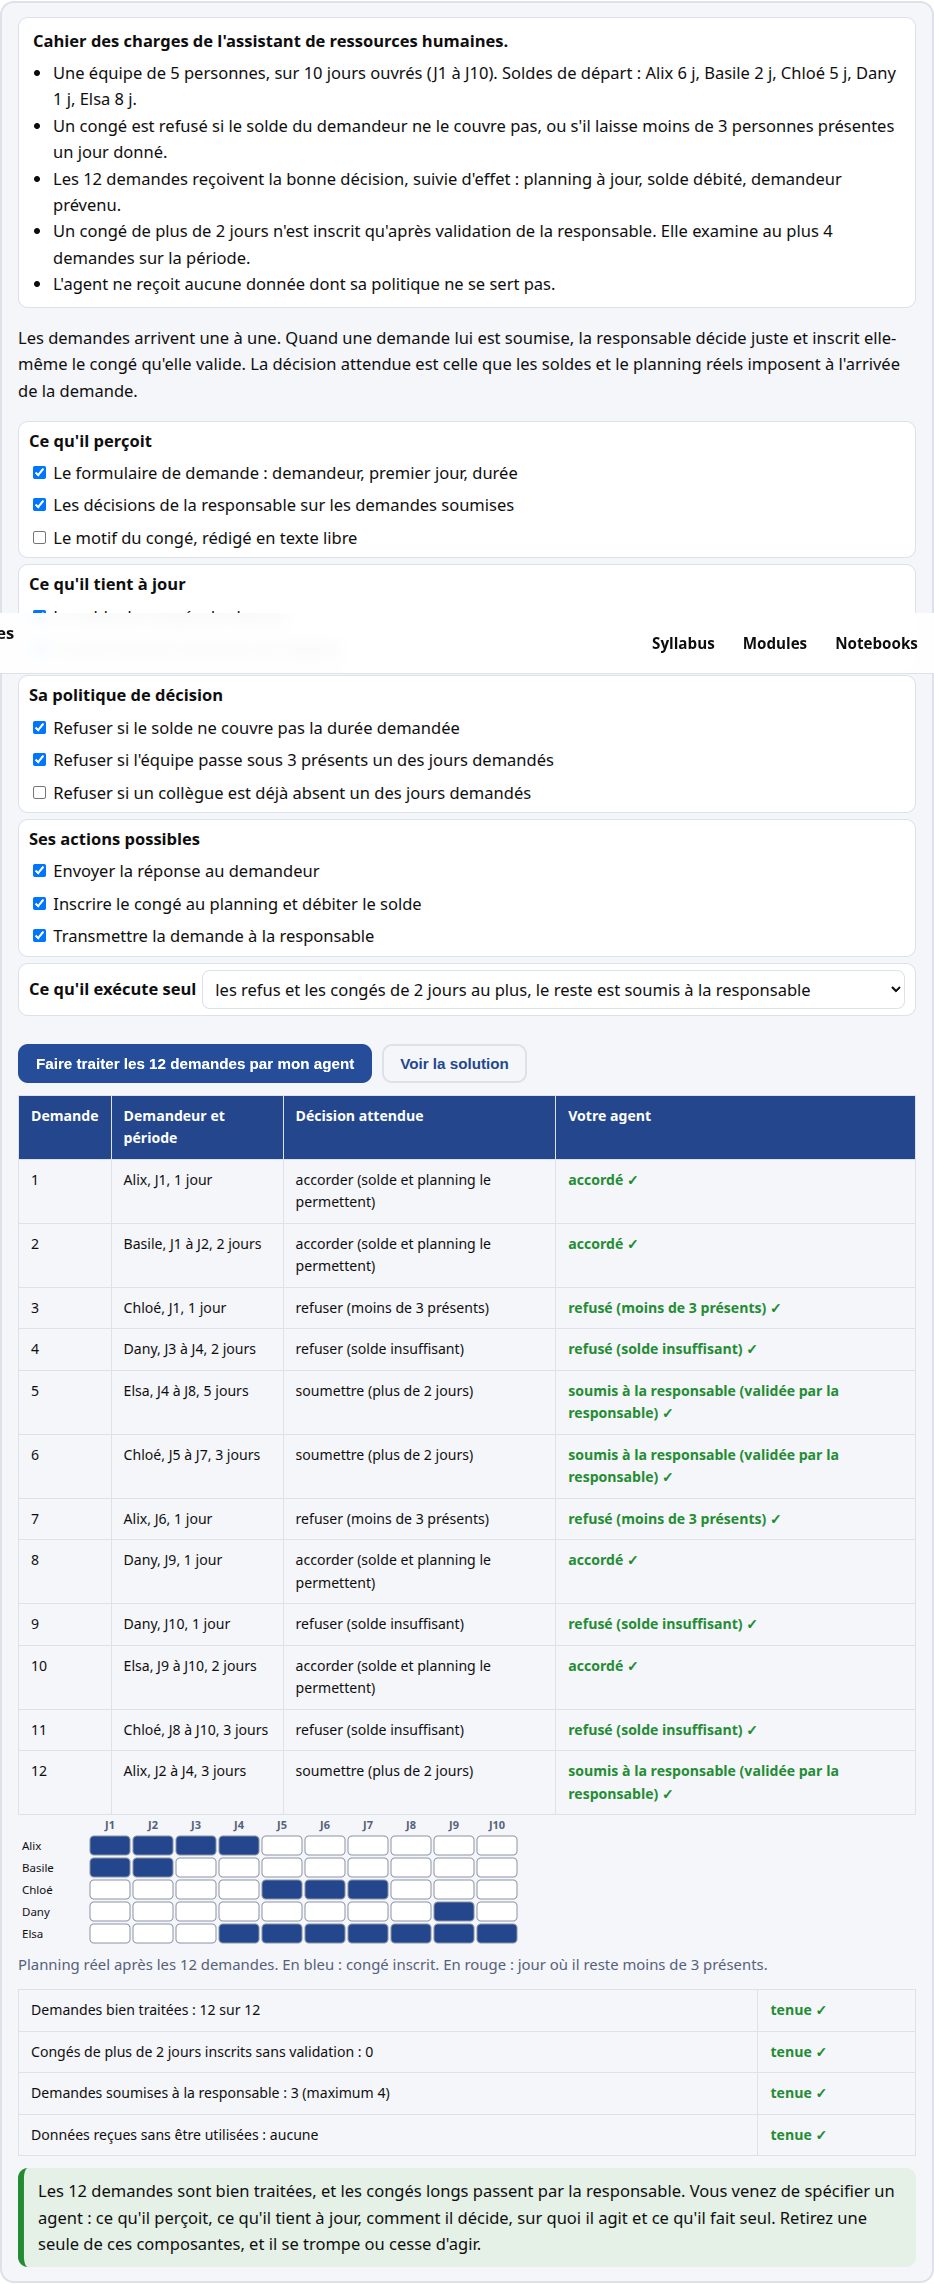 Cahier des charges de l'assistant de ressources humaines.
Une équipe de 5 personnes, sur 10 jours ouvrés (J1 à J10). Soldes de départ : Alix 6 j, Basile 2 j, Chloé 5 j, Dany
1 j, Elsa 8 j.
Un congé est refusé si le solde du demandeur ne le couvre pas, ou s'il laisse moins de 3 personnes présentes
un jour donné.
Les 12 demandes reçoivent la bonne décision, suivie d'effet : planning à jour, solde débité, demandeur
prévenu.
Un congé de plus de 2 jours n'est inscrit qu'après validation de la responsable. Elle examine au plus 4
demandes sur la période.
L'agent ne reçoit aucune donnée dont sa politique ne se sert pas.
Les demandes arrivent une à une. Quand une demande lui est soumise, la responsable décide juste et inscrit elle-
même le congé qu'elle valide. La décision attendue est celle que les soldes et le planning réels imposent à l'arrivée
de la demande.
Ce qu'il perçoit
Le formulaire de demande : demandeur, premier jour, durée
Les décisions de la responsable sur les demandes soumises
Le motif du congé, rédigé en texte libre
Ce qu'il tient à jour
es
Syllabus Modules Notebooks
Sa politique de décision
Refuser si le solde ne couvre pas la durée demandée
Refuser si l'équipe passe sous 3 présents un des jours demandés
Refuser si un collègue est déjà absent un des jours demandés
Ses actions possibles
Envoyer la réponse au demandeur
Inscrire le congé au planning et débiter le solde
Transmettre la demande à la responsable
Ce qu'il exécute seul les refus et les congés de 2 jours au plus, le reste est soumis à la responsable
Faire traiter les 12 demandes par mon agent Voir la solution
Demande Demandeur et période Décision attendue Votre agent
1 Alix, J1, 1 jour accorder (solde et planning le permettent) accordé ✓
2 Basile, J1 à J2, 2 jours accorder (solde et planning le permettent) accordé ✓
3 Chloé, J1, 1 jour refuser (moins de 3 présents) refusé (moins de 3 présents) ✓
4 Dany, J3 à J4, 2 jours refuser (solde insuffisant) refusé (solde insuffisant) ✓
5 Elsa, J4 à J8, 5 jours soumettre (plus de 2 jours) soumis à la responsable (validée par la responsable) ✓
6 Chloé, J5 à J7, 3 jours soumettre (plus de 2 jours) soumis à la responsable (validée par la responsable) ✓
7 Alix, J6, 1 jour refuser (moins de 3 présents) refusé (moins de 3 présents) ✓
8 Dany, J9, 1 jour accorder (solde et planning le permettent) accordé ✓
9 Dany, J10, 1 jour refuser (solde insuffisant) refusé (solde insuffisant) ✓
10 Elsa, J9 à J10, 2 jours accorder (solde et planning le permettent) accordé ✓
11 Chloé, J8 à J10, 3 jours refuser (solde insuffisant) refusé (solde insuffisant) ✓
12 Alix, J2 à J4, 3 jours soumettre (plus de 2 jours) soumis à la responsable (validée par la responsable) ✓
J1 J2 J3 J4 J5 J6 J7 J8 J9 J10
Alix
Basile
Chloé
Dany
Elsa
Planning réel après les 12 demandes. En bleu : congé inscrit. En rouge : jour où il reste moins de 3 présents.
Demandes bien traitées : 12 sur 12 tenue ✓
Congés de plus de 2 jours inscrits sans validation : 0 tenue ✓
Demandes soumises à la responsable : 3 (maximum 4) tenue ✓
Données reçues sans être utilisées : aucune tenue ✓
Les 12 demandes sont bien traitées, et les congés longs passent par la responsable. Vous venez de spécifier un
agent : ce qu'il perçoit, ce qu'il tient à jour, comment il décide, sur quoi il agit et ce qu'il fait seul. Retirez une
seule de ces composantes, et il se trompe ou cesse d'agir.